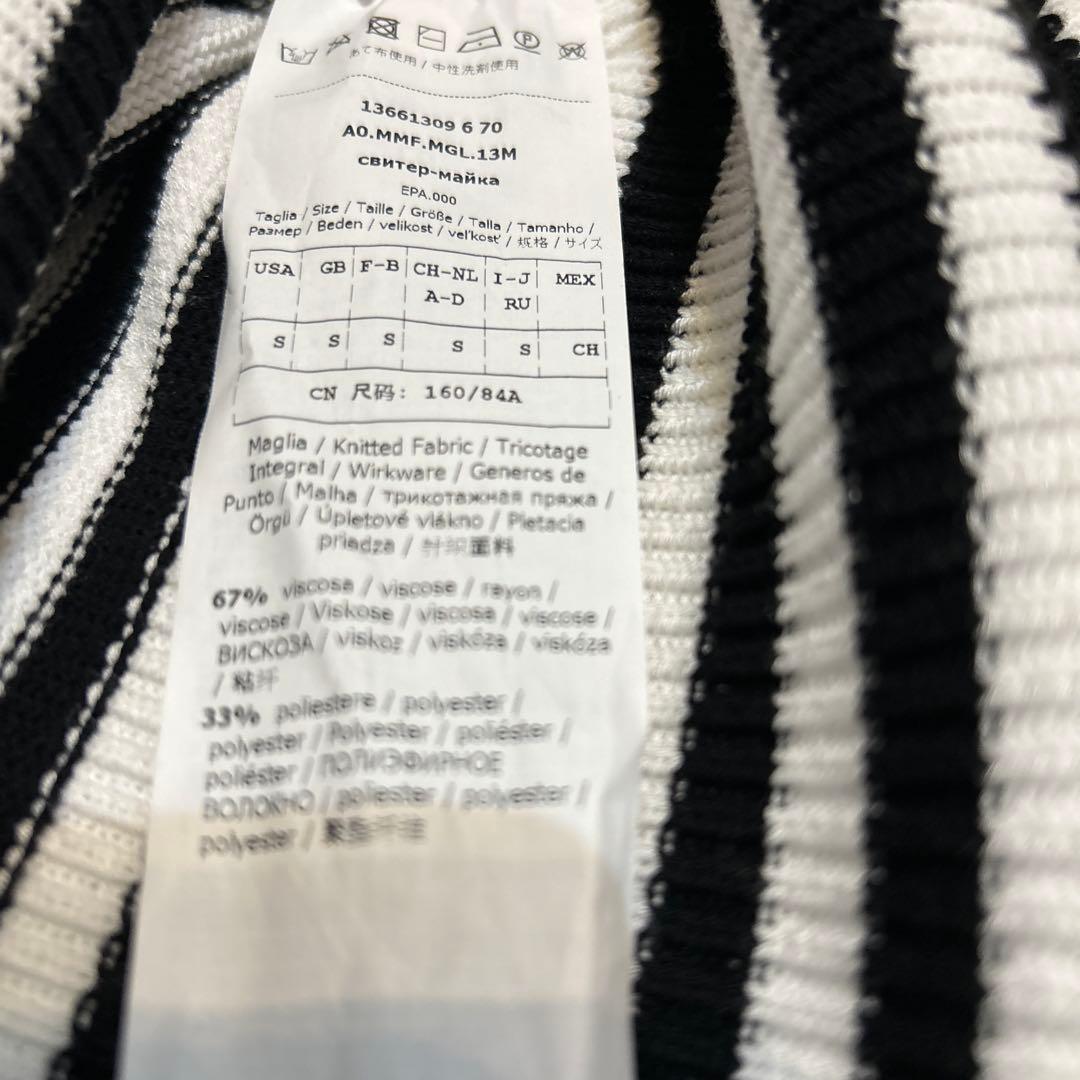 あて布使用 / 中性洗剤使用
13661309 6 70
A0.MMF.MGL.13M
свитер-майка
EPA.000
Taglia / Size / Taille / Größe / Talla / Tamanho /
Размер / Beden / velikost / veľkosť / 规格 / サイズ
USA GB F-B CH-NL I-J MEX
A-D RU
S S S S S CH
CN 尺码: 160/84A
Maglia / Knitted Fabric / Tricotage
Integral / Wirkware / Generos de
Punto / Malha / трикотажная пряжа /
Örgü / Úpletové vlákno / Pletacia
priadza / 针织面料
67% viscosa / viscose / rayon /
viscose / Viskose / viscosa / viscose /
ВИСКОЗА / viskoz / viskóza / viskóza
/ 粘纤
33% poliestere / polyester /
polyester / Polyester / poliéster /
poliéster / ПОЛИЭФИРНОЕ
ВОЛОКНО / poliester / polyester /
polyester / 聚酯纤维